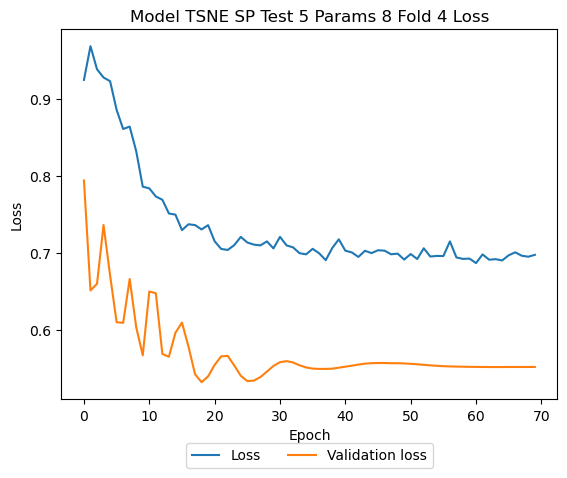 Model TSNE SP Test 5 Params 8 Fold 4 Loss
Loss
0.9
0.8
0.7
0.6
0 10 20 30 40 50 60 70
Epoch
Loss Validation loss